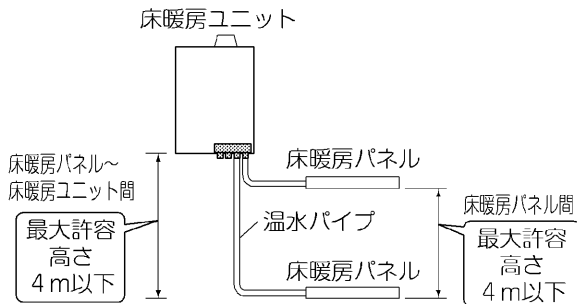 床暖房ユニット
床暖房パネル～
床暖房ユニット間
最大許容
高さ
4m以下
床暖房パネル
温水パイプ
床暖房パネル
床暖房パネル間
最大許容
高さ
4m以下